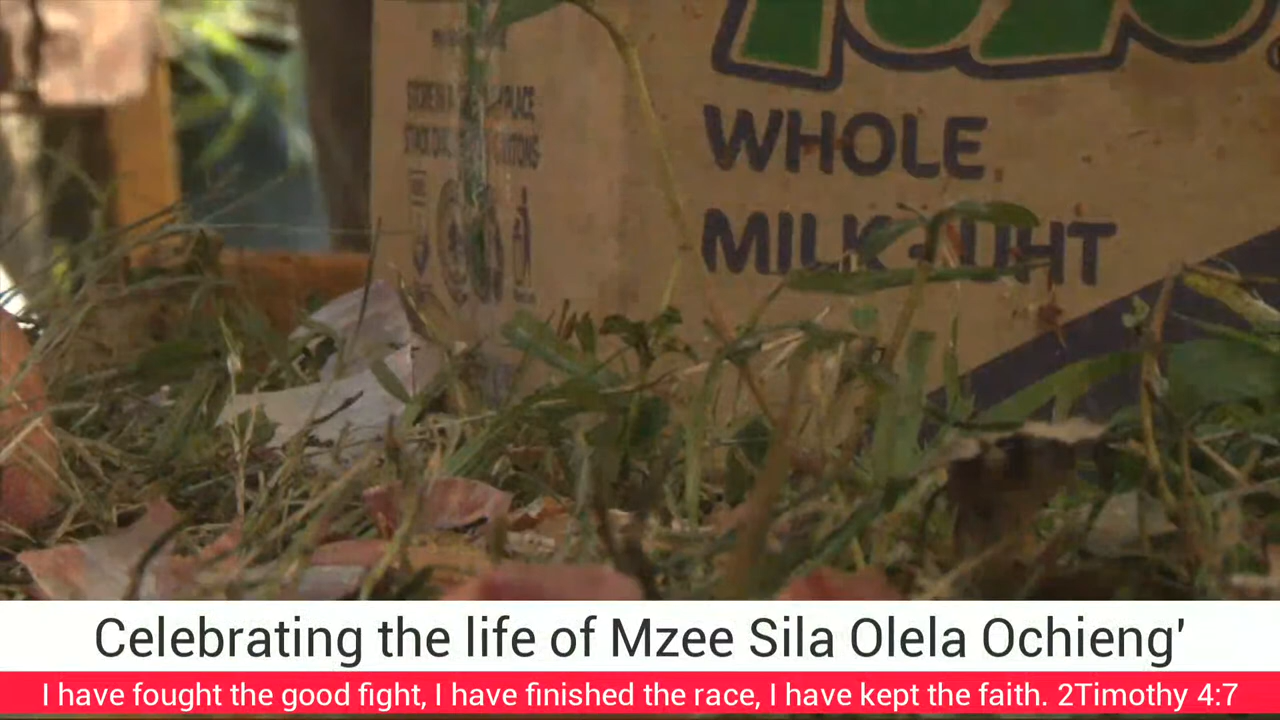 WHOLE
MILK - UHT
Celebrating the life of Mzee Sila Olela Ochieng'
I have fought the good fight, I have finished the race, I have kept the faith. 2Timothy 4:7